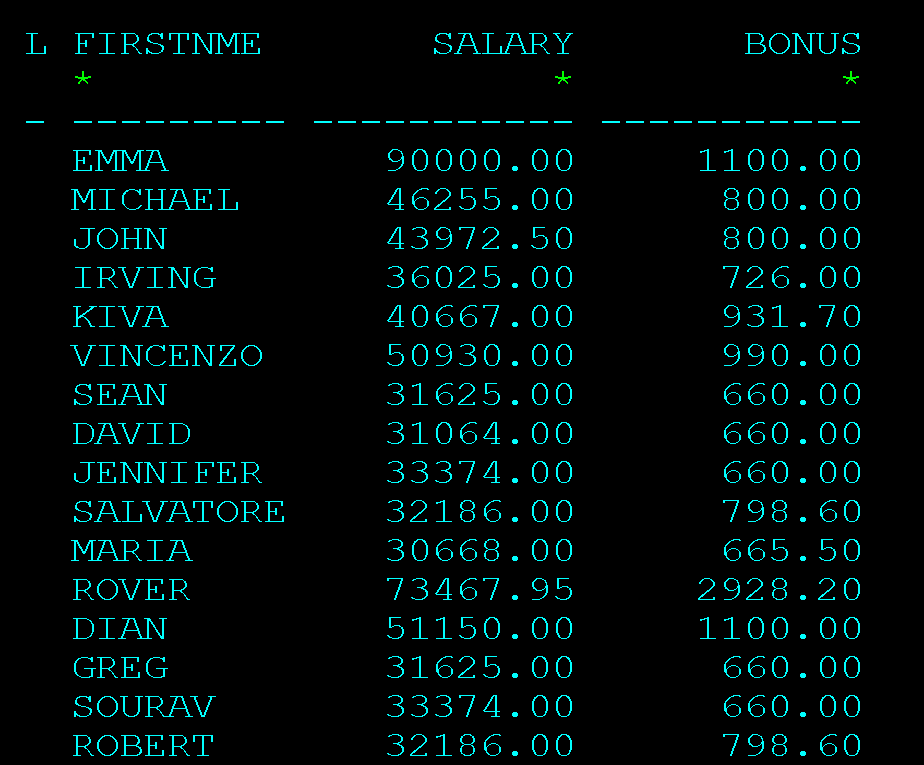 L FIRSTNME SALARY BONUS
* * *
- --------- ----------- -----------
EMMA 90000.00 1100.00
MICHAEL 46255.00 800.00
JOHN 43972.50 800.00
IRVING 36025.00 726.00
KIVA 40667.00 931.70
VINCENZO 50930.00 990.00
SEAN 31625.00 660.00
DAVID 31064.00 660.00
JENNIFER 33374.00 660.00
SALVATORE 32186.00 798.60
MARIA 30668.00 665.50
ROVER 73467.95 2928.20
DIAN 51150.00 1100.00
GREG 31625.00 660.00
SOURAV 33374.00 660.00
ROBERT 32186.00 798.60